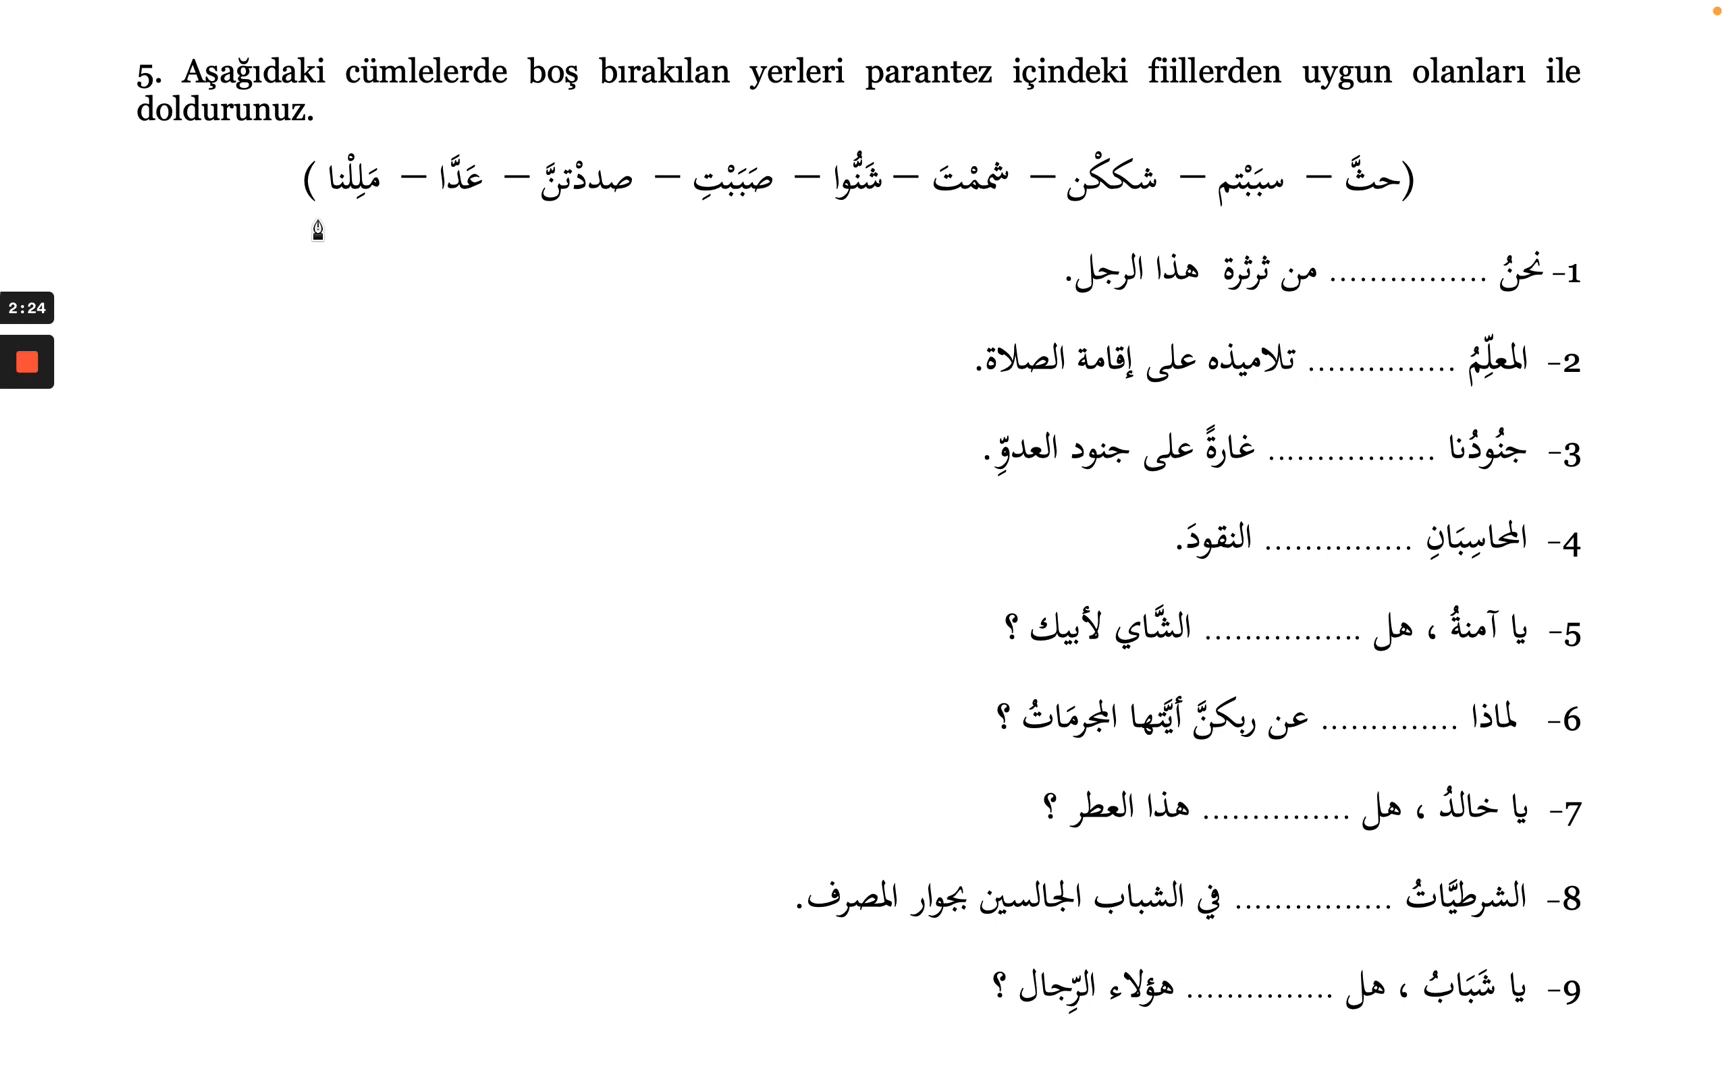 5. Aşağıdaki cümlelerde boş bırakılan yerleri parantez içindeki fiillerden uygun olanları ile
doldurunuz.
(حثَّ – سبَبْتم – شككْن – شممْتَ – شَنُّوا – صَبَبْتِ – صددْتنَّ – عَدَّا – مَلِلْنا )
2:24
1- نحنُ ................ من ثرثرة هذا الرجل.
2- المعلِّمُ ............... تلاميذه على إقامة الصلاة.
3- جنُودُنا ................. غارةً على جنود العدوِّ.
4- المحاسِبَانِ ............... النقودَ.
5- يا آمنةُ ، هل ................ الشَّاي لأبيك ؟
6- لماذا .............. عن ربكنَّ أيَّتها المجرمَاتُ ؟
7- يا خالدُ ، هل ............... هذا العطر ؟
8- الشرطيَّاتُ ................ في الشباب الجالسين بجوار المصرف.
9- يا شَبَابُ ، هل ............... هؤلاء الرِّجال ؟